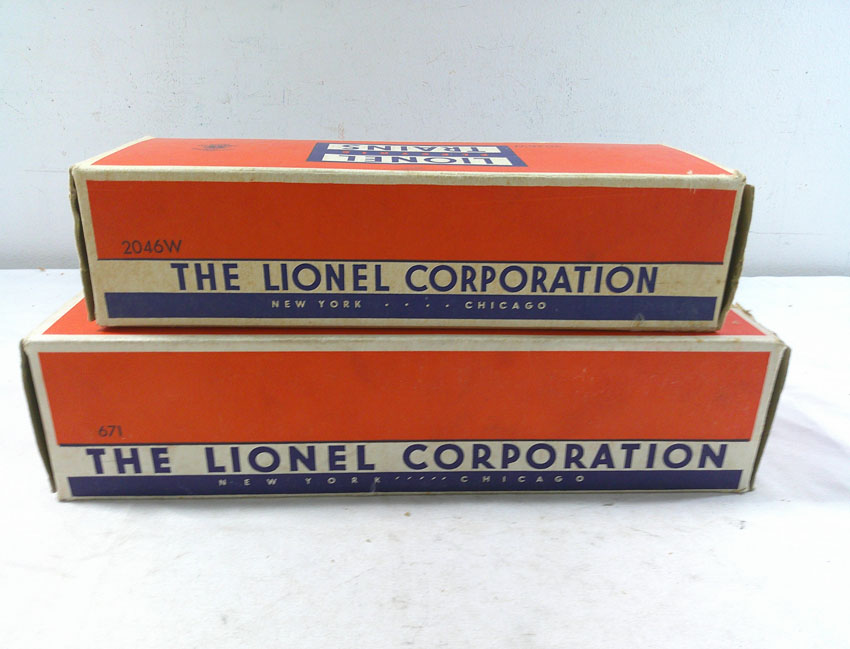 LIONEL
TRAINS
2046W
THE LIONEL CORPORATION
NEW YORK . . . . CHICAGO
671
THE LIONEL CORPORATION
NEW YORK ····· CHICAGO